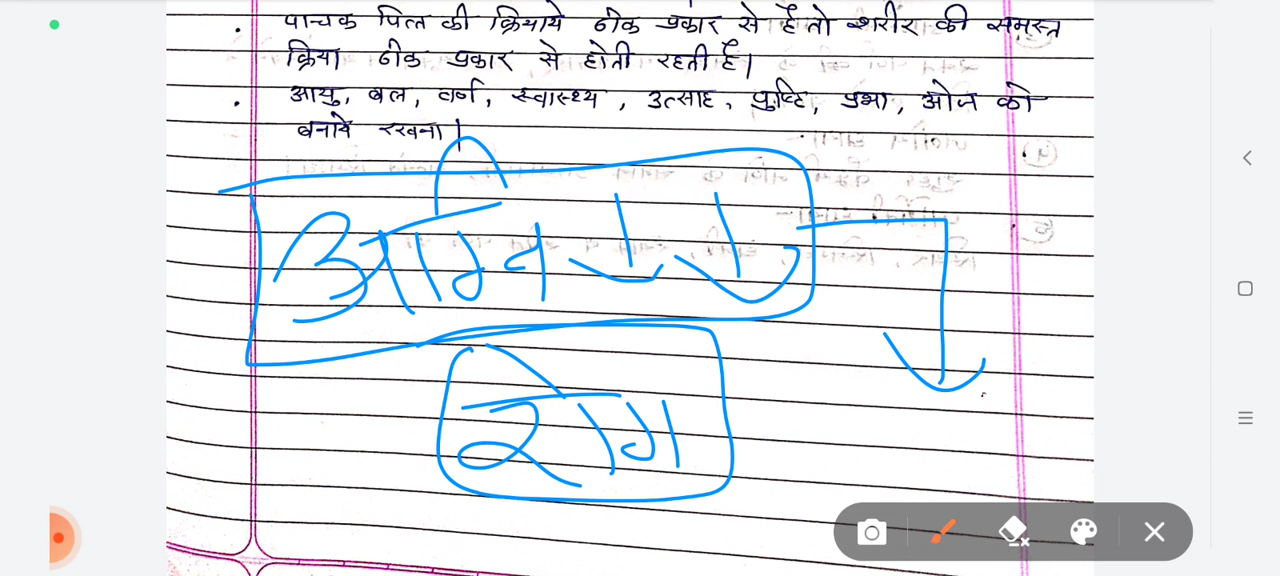 पाचक पित्त की क्रियाये ठीक प्रकार से है तो शरीर की समस्त
क्रिया ठीक प्रकार से होती रहती है।
आयु, बल, वर्ण, स्वास्थ्य, उत्साह, पुष्टि, प्रभा, ओज को
बनाये रखना।
अग्नि ↓ ↓
रोग